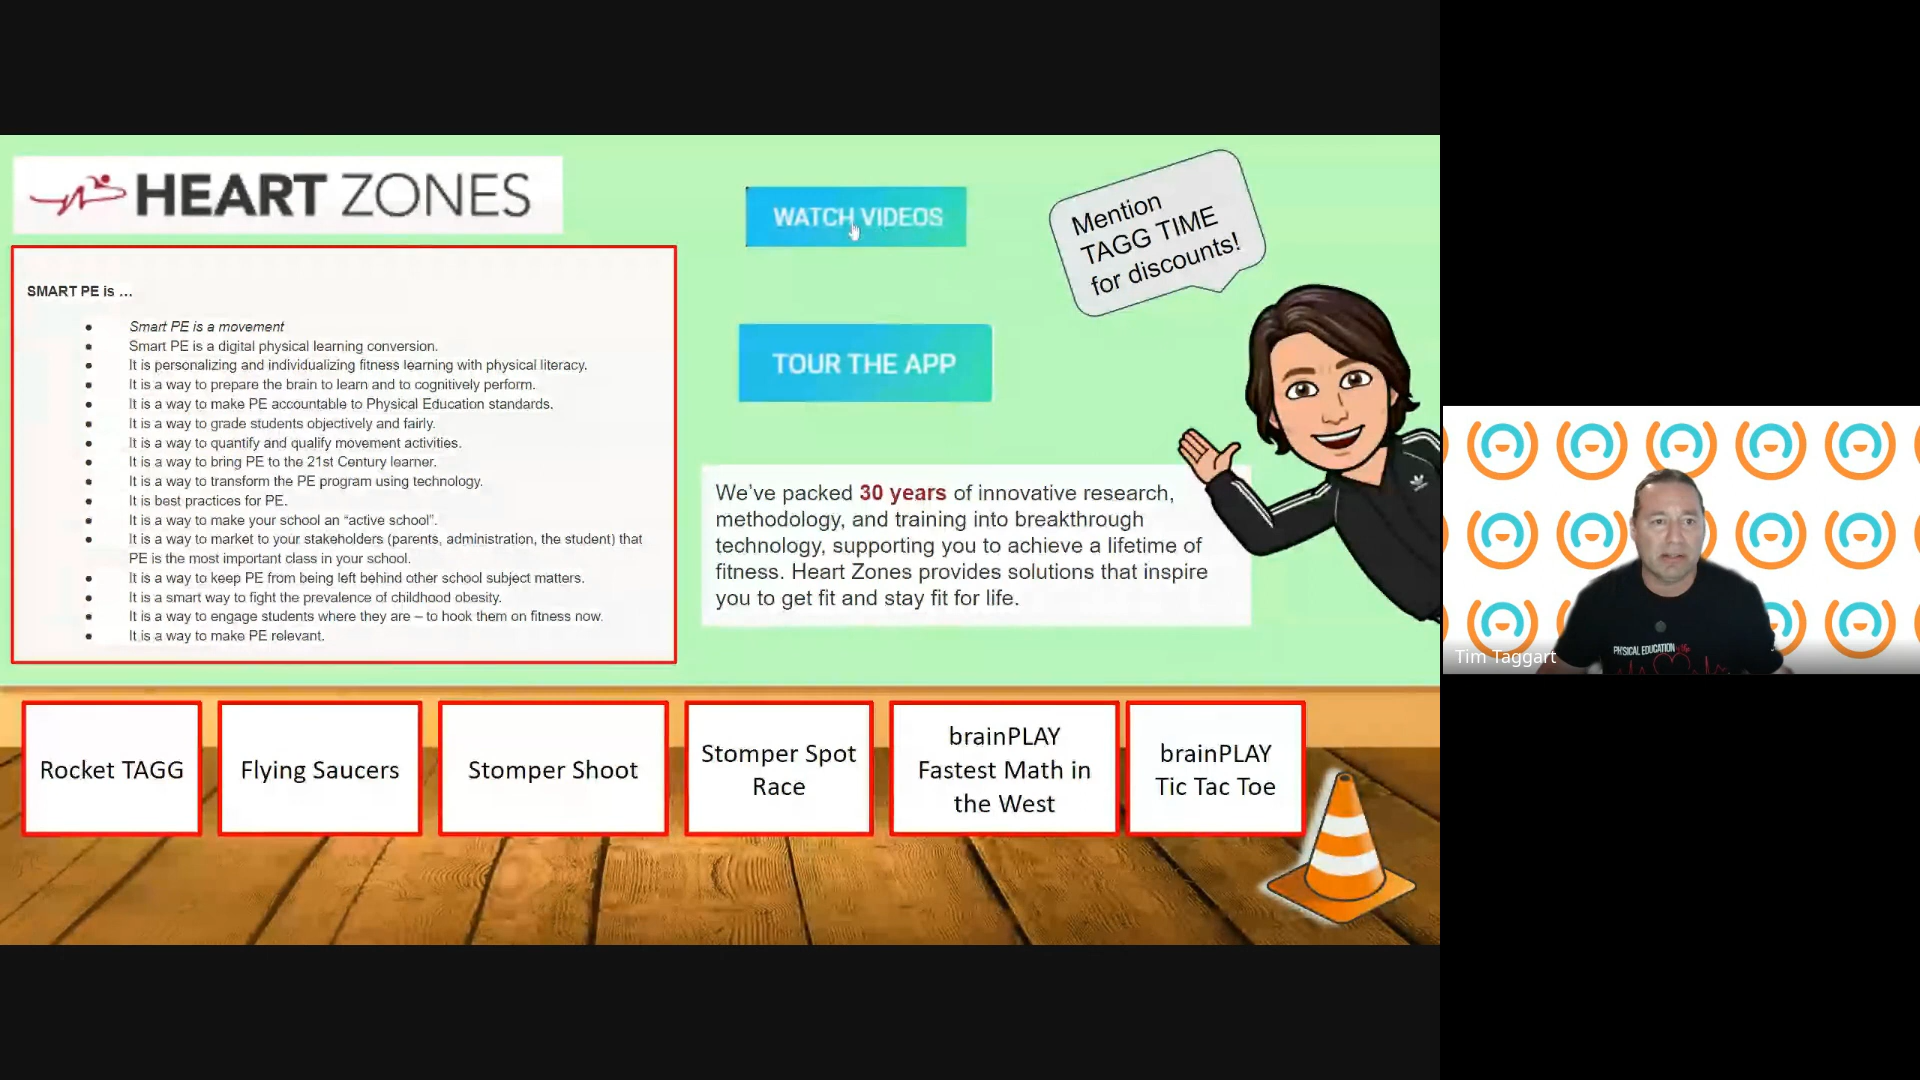 HEART ZONES
SMART PE is …
● Smart PE is a movement
● Smart PE is a digital physical learning conversion.
● It is personalizing and individualizing fitness learning with physical literacy.
● It is a way to prepare the brain to learn and to cognitively perform.
● It is a way to make PE accountable to Physical Education standards.
● It is a way to grade students objectively and fairly.
● It is a way to quantify and qualify movement activities.
● It is a way to bring PE to the 21st Century learner.
● It is a way to transform the PE program using technology.
● It is best practices for PE.
● It is a way to make your school an “active school”.
● It is a way to market to your stakeholders (parents, administration, the student) that
PE is the most important class in your school.
● It is a way to keep PE from being left behind other school subject matters.
● It is a smart way to fight the prevalence of childhood obesity.
● It is a way to engage students where they are – to hook them on fitness now.
● It is a way to make PE relevant.
WATCH VIDEOS
TOUR THE APP
Mention
TAGG TIME
for discounts!
We’ve packed 30 years of innovative research,
methodology, and training into breakthrough
technology, supporting you to achieve a lifetime of
fitness. Heart Zones provides solutions that inspire
you to get fit and stay fit for life.
Rocket TAGG
Flying Saucers
Stomper Shoot
Stomper Spot
Race
brainPLAY
Fastest Math in
the West
brainPLAY
Tic Tac Toe
PHYSICAL EDUCATION
Tim Taggart